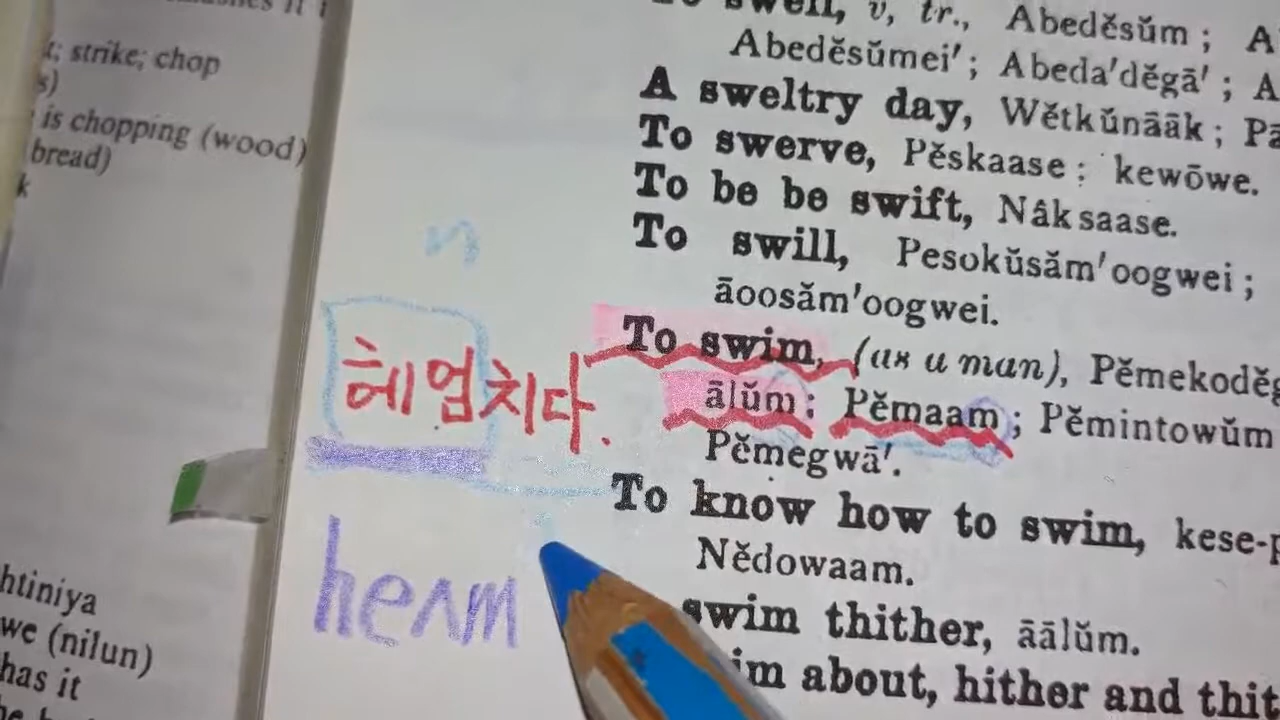 strike; chop
is chopping (wood)
bread)
htiniya
we (nilun)
has it
To swell, v, tr., Abedĕsŭm ; A
Abedĕsŭmei' ; Abeda'dĕgā' ; A
A sweltry day, Wĕtkŭnāāk ; Pā
To swerve, Pĕskaase ; kewōwe.
To be be swift, Nâksaase.
To swill, Pesokŭsăm'oogwei ;
āoosăm'oogwei.
To swim, (as a man), Pĕmekodĕg
ālŭm : Pĕmaam ; Pĕmintowŭm
Pĕmegwā'.
To know how to swim, kese-p
Nĕdowaam.
swim thither, āālŭm.
im about, hither and thit
n
헤엄치다.
heʌm